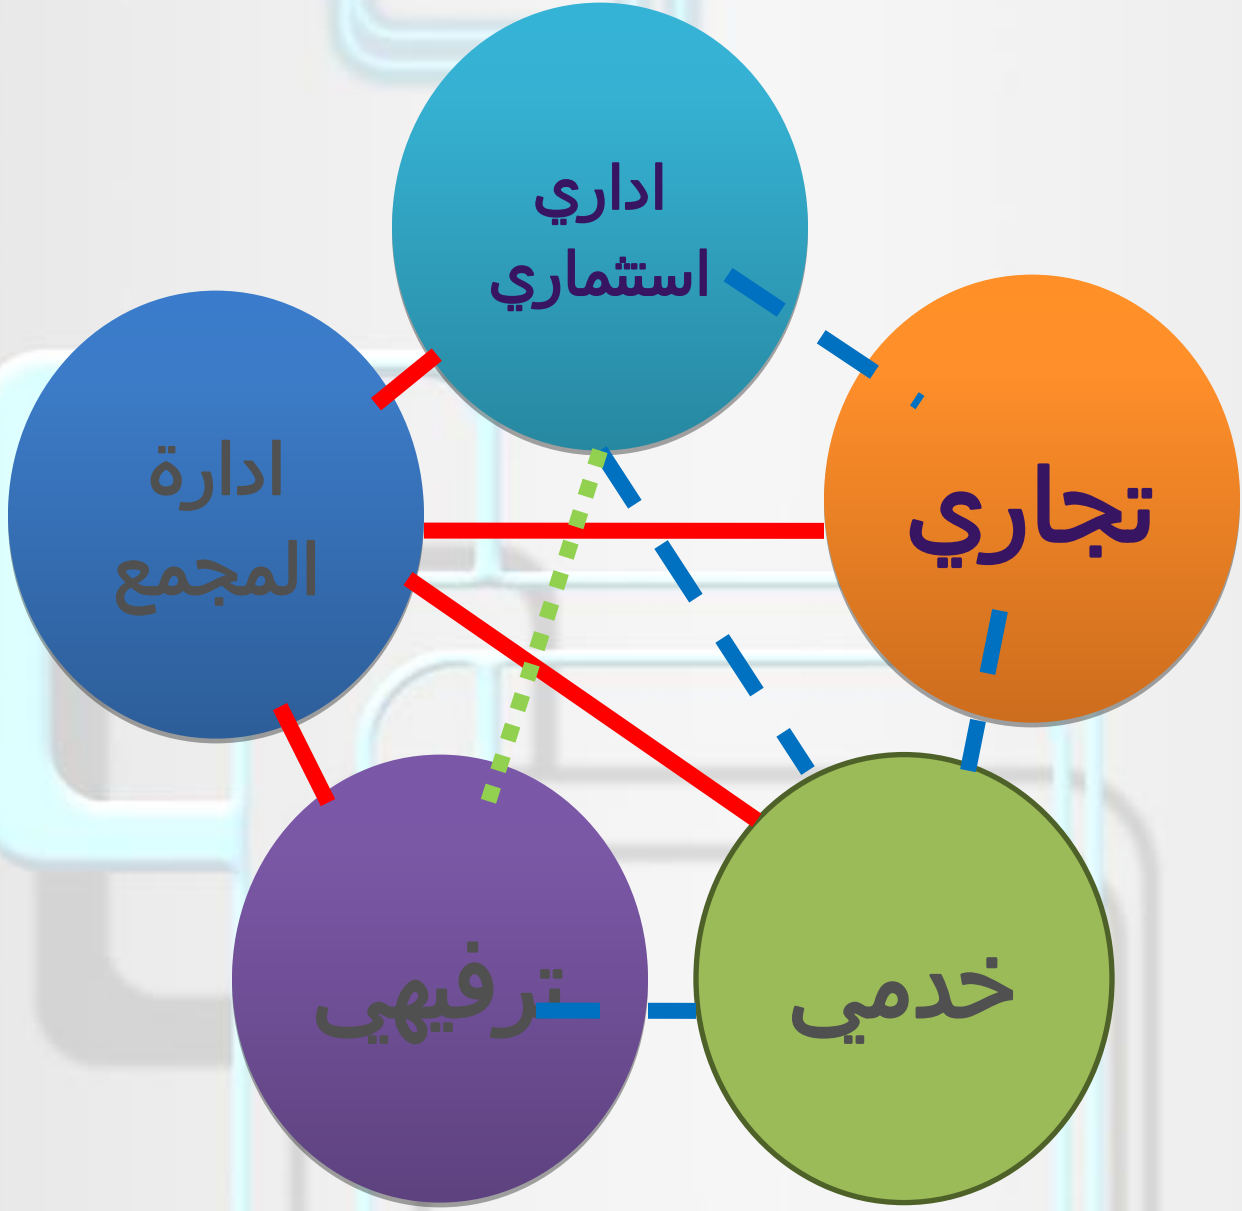 اداري
استثماري
تجاري
ادارة
المجمع
ترفيهي
خدمي